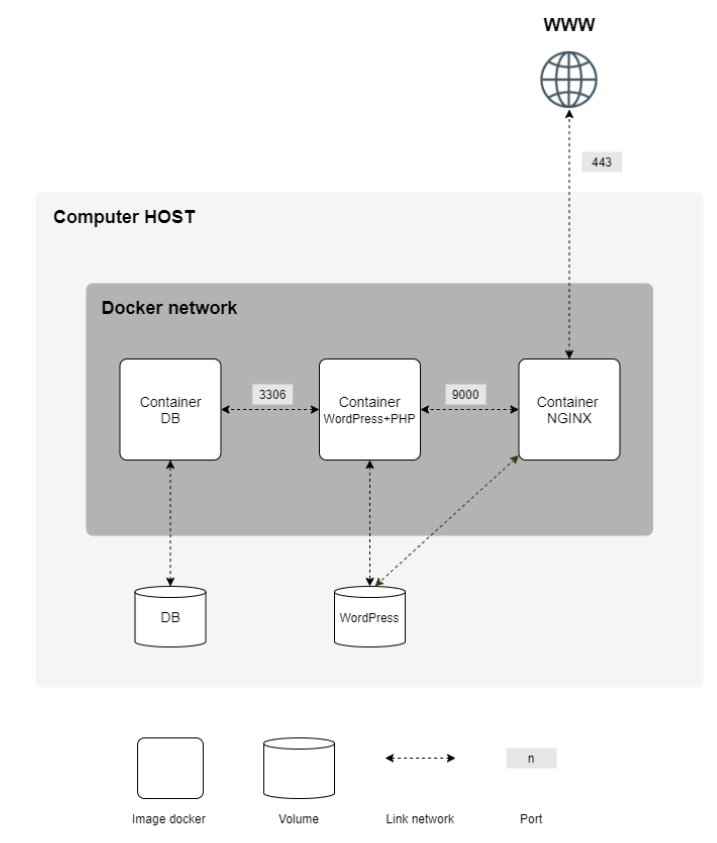 WWW
443
Computer HOST
Docker network
3306
9000
Container
DB
Container
WordPress+PHP
Container
NGINX
DB
WordPress
n
Image docker
Volume
Link network
Port